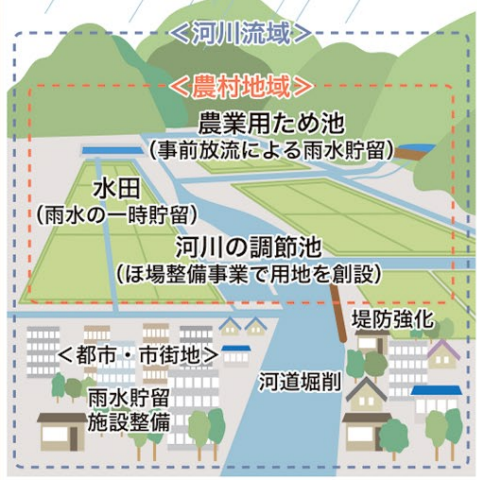 ＜河川流域＞
＜農村地域＞
農業用ため池
（事前放流による雨水貯留）
水田
（雨水の一時貯留）
河川の調節池
（ほ場整備事業で用地を創設）
堤防強化
＜都市・市街地＞
河道掘削
雨水貯留
施設整備